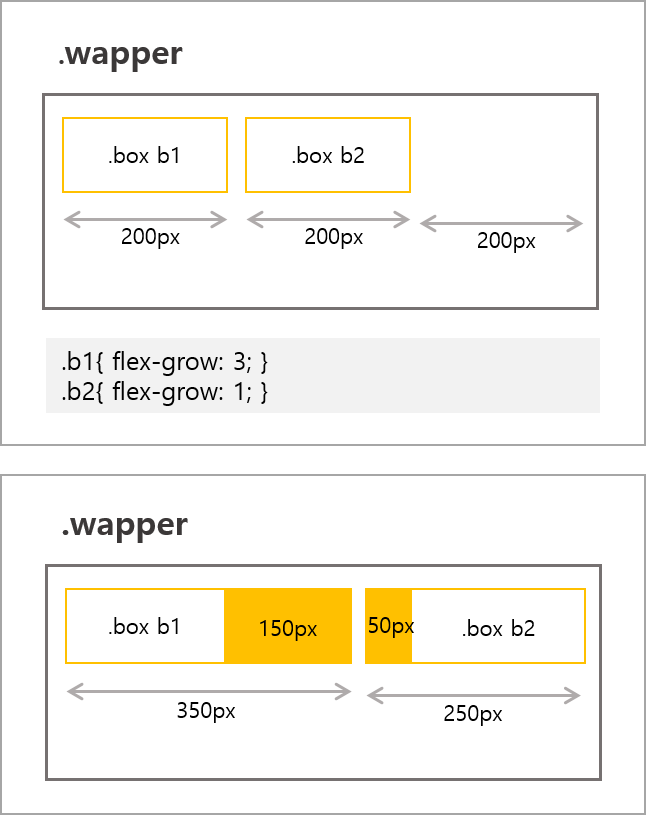 .wapper
.box b1
.box b2
200px
200px
200px
.b1{ flex-grow: 3; }
.b2{ flex-grow: 1; }
.wapper
.box b1
150px
50px
.box b2
350px
250px